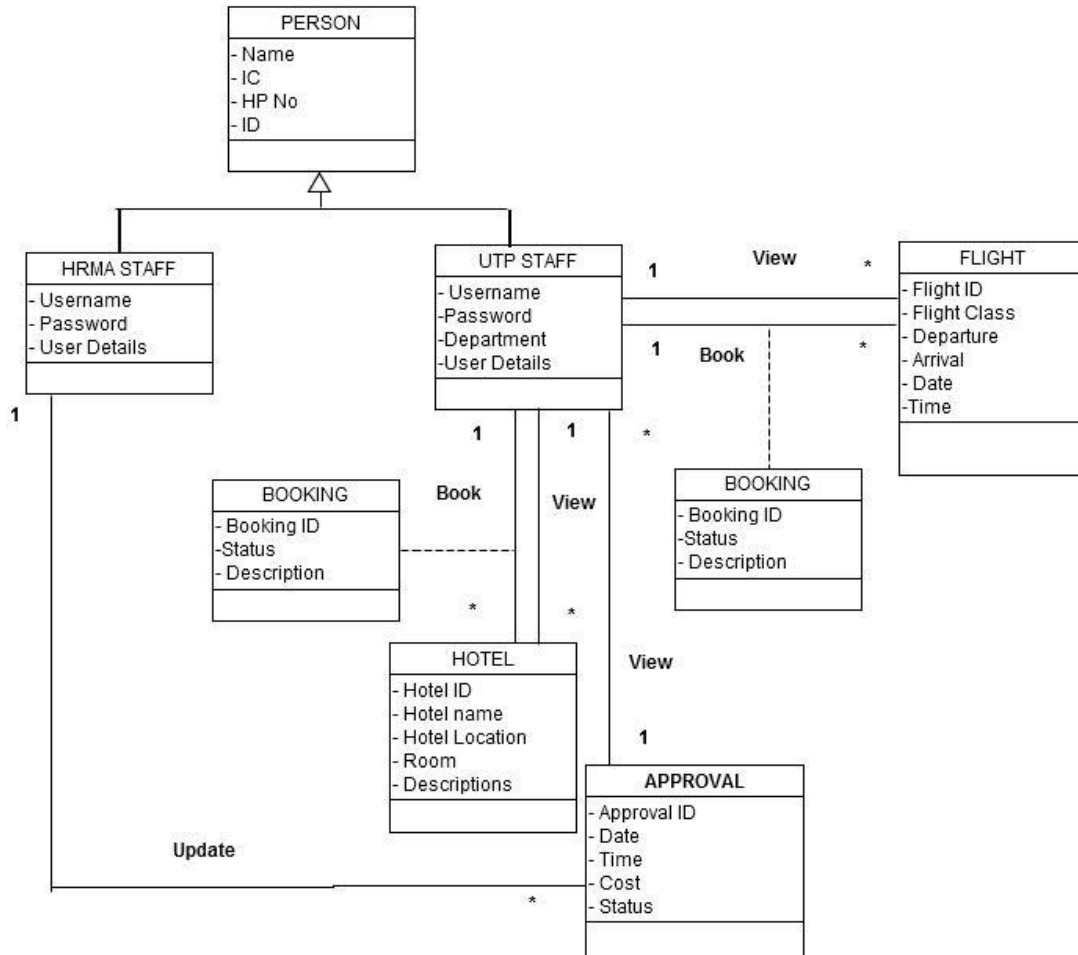 PERSON
- Name
- IC
- HP No
- ID
HRMA STAFF
- Username
- Password
- User Details
UTP STAFF
- Username
-Password
-Department
-User Details
1
View
*
1
Book
*
FLIGHT
- Flight ID
- Flight Class
- Departure
- Arrival
- Date
-Time
1
1
1
*
Book
View
BOOKING
- Booking ID
-Status
- Description
BOOKING
- Booking ID
-Status
- Description
*
*
HOTEL
- Hotel ID
- Hotel name
- Hotel Location
- Room
- Descriptions
View
1
APPROVAL
- Approval ID
- Date
- Time
- Cost
- Status
Update
*